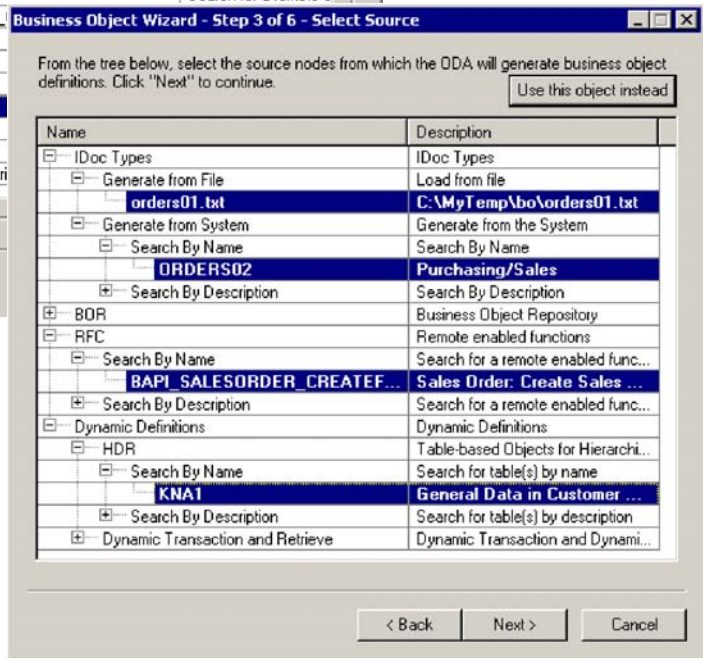 Business Object Wizard - Step 3 of 6 - Select Source
From the tree below, select the source nodes from which the ODA will generate business object
definitions. Click "Next" to continue.
Use this object instead
Name Description
IDoc Types IDoc Types
Generate from File Load from file
orders01.txt C:\MyTemp\bo\orders01.txt
Generate from System Generate from the System
Search By Name Search By Name
ORDERS02 Purchasing/Sales
Search By Description Search By Description
BOR Business Object Repository
RFC Remote enabled functions
Search By Name Search for a remote enabled func...
BAPI_SALESORDER_CREATEF... Sales Order: Create Sales ...
Search By Description Search for a remote enabled func...
Dynamic Definitions Dynamic Definitions
HDR Table-based Objects for Hierarchi...
Search By Name Search for table(s) by name
KNA1 General Data in Customer ...
Search By Description Search for table(s) by description
Dynamic Transaction and Retrieve Dynamic Transaction and Dynami...
< Back Next > Cancel